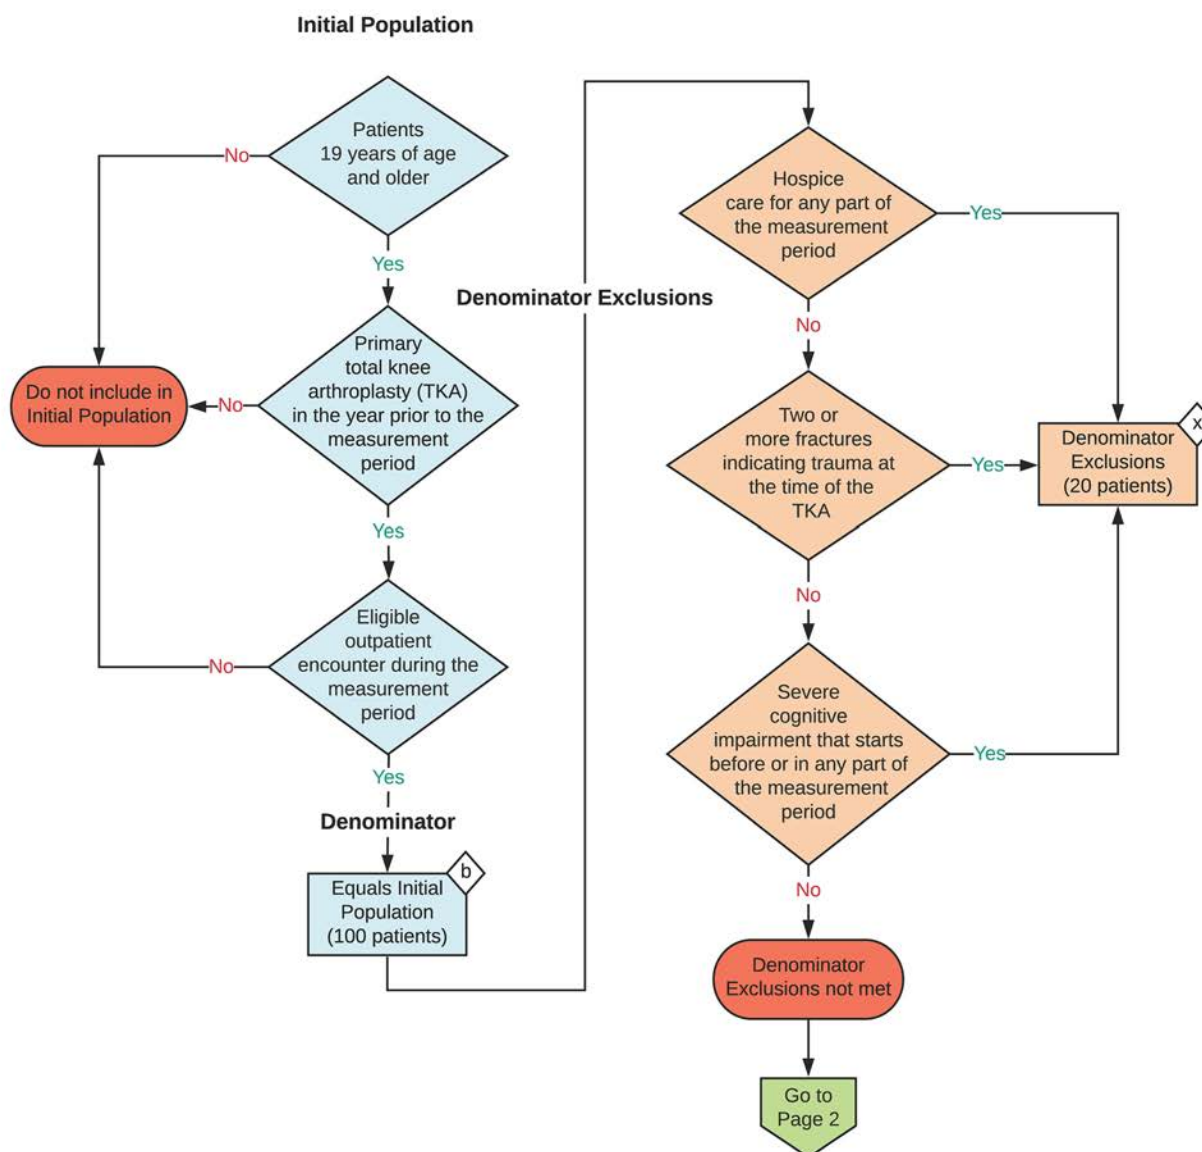 Initial Population
Patients
19 years of age
and older
No
Yes
Primary
total knee
arthroplasty (TKA)
in the year prior to the
measurement
period
No
Do not include in
Initial Population
Yes
Eligible
outpatient
encounter during the
measurement
period
No
Yes
Denominator
b
Equals Initial
Population
(100 patients)
Denominator Exclusions
Hospice
care for any part of
the measurement
period
Yes
No
Two or
more fractures
indicating trauma at
the time of the
TKA
Yes
x
Denominator
Exclusions
(20 patients)
No
Severe
cognitive
impairment that starts
before or in any part of
the measurement
period
Yes
No
Denominator
Exclusions not met
Go to
Page 2